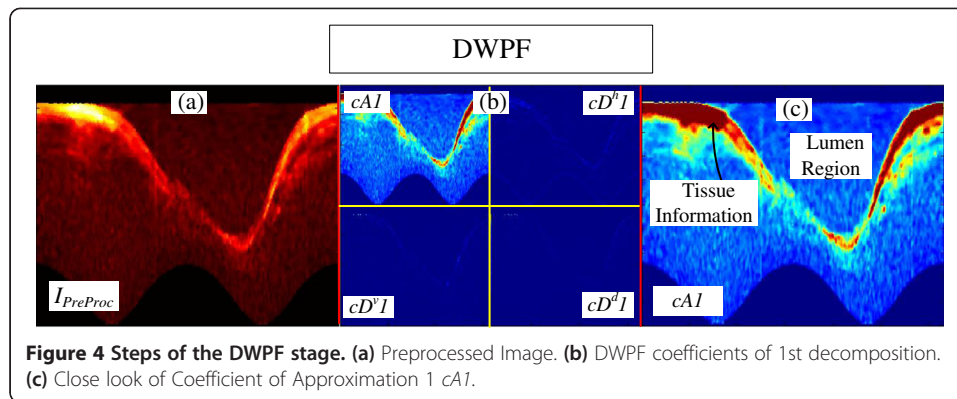 DWPF
(a)
I_PreProc
cA1
(b)
cD^h1
cD^v1
cD^d1
(c)
Lumen
Region
Tissue
Information
cA1
Figure 4 Steps of the DWPF stage. (a) Preprocessed Image. (b) DWPF coefficients of 1st decomposition.
(c) Close look of Coefficient of Approximation 1 cA1.